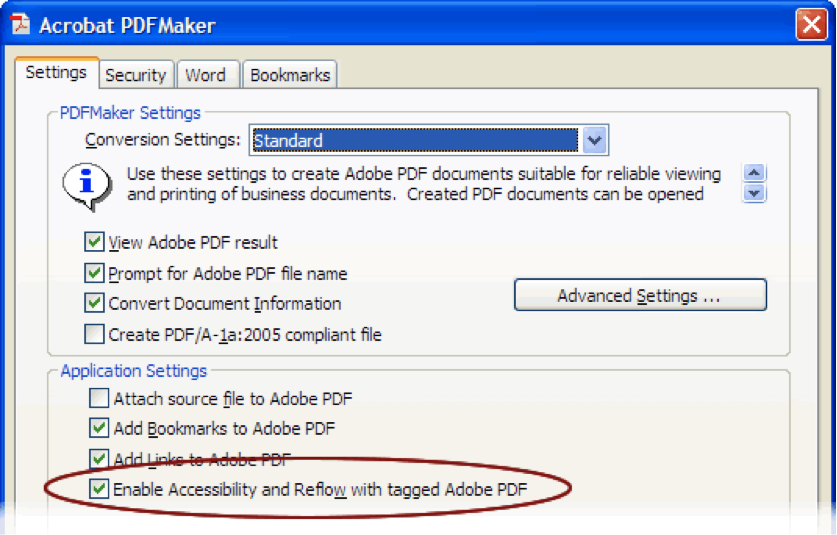 Acrobat PDFMaker
Settings
Security
Word
Bookmarks
PDFMaker Settings
Conversion Settings:
Standard
Use these settings to create Adobe PDF documents suitable for reliable viewing
and printing of business documents. Created PDF documents can be opened
View Adobe PDF result
Prompt for Adobe PDF file name
Convert Document Information
Advanced Settings ...
Create PDF/A-1a:2005 compliant file
Application Settings
Attach source file to Adobe PDF
Add Bookmarks to Adobe PDF
Add Links to Adobe PDF
Enable Accessibility and Reflow with tagged Adobe PDF